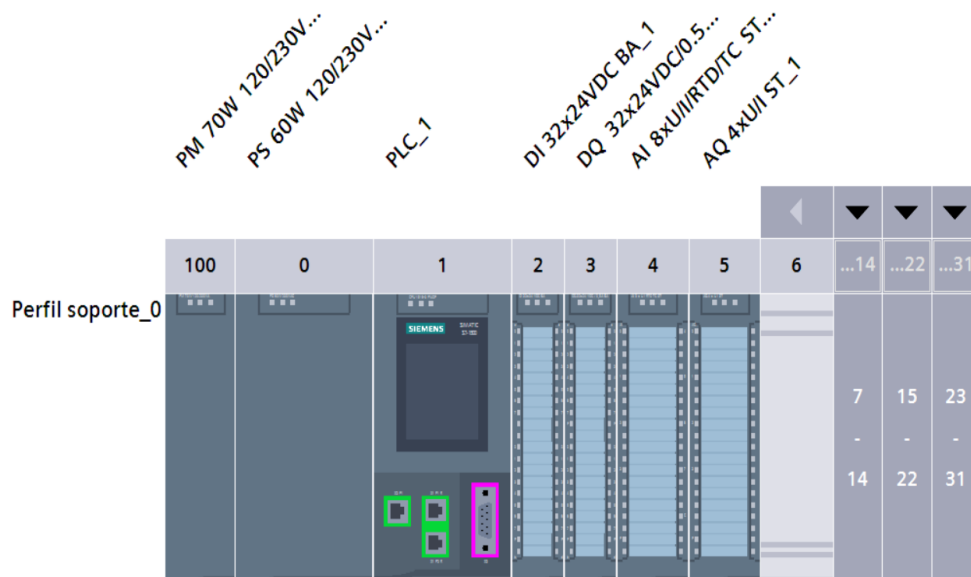 PM 70W 120/230V...
PS 60W 120/230V...
PLC_1
DI 32x24VDC BA_1
DQ 32x24VDC/0.5...
AI 8xU/I/RTD/TC ST...
AQ 4xU/I ST_1
100 0 1 2 3 4 5 6 ...14 ...22 ...31
Perfil soporte_0
SIEMENS
SIMATIC
7 15 23
- - -
14 22 31